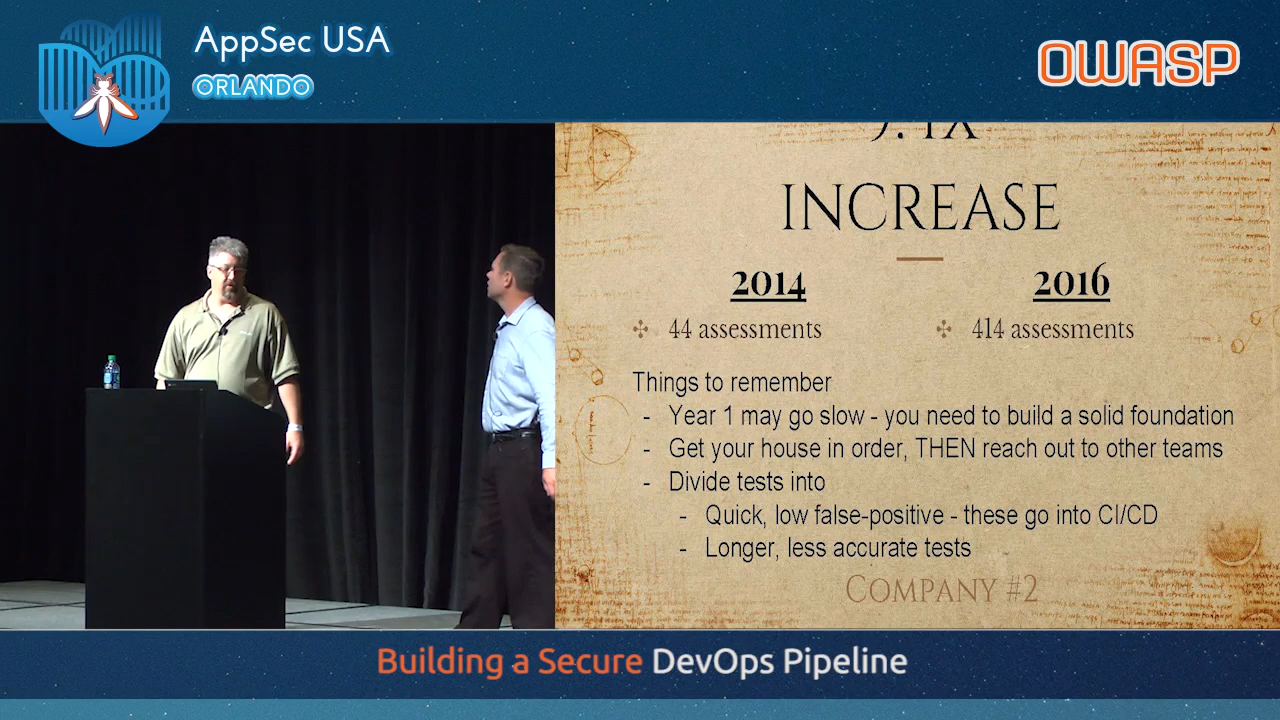 AppSec USA
ORLANDO
OWASP
INCREASE
2014
44 assessments
2016
414 assessments
Things to remember
- Year 1 may go slow - you need to build a solid foundation
- Get your house in order, THEN reach out to other teams
- Divide tests into
- Quick, low false-positive - these go into CI/CD
- Longer, less accurate tests
COMPANY #2
Building a Secure DevOps Pipeline